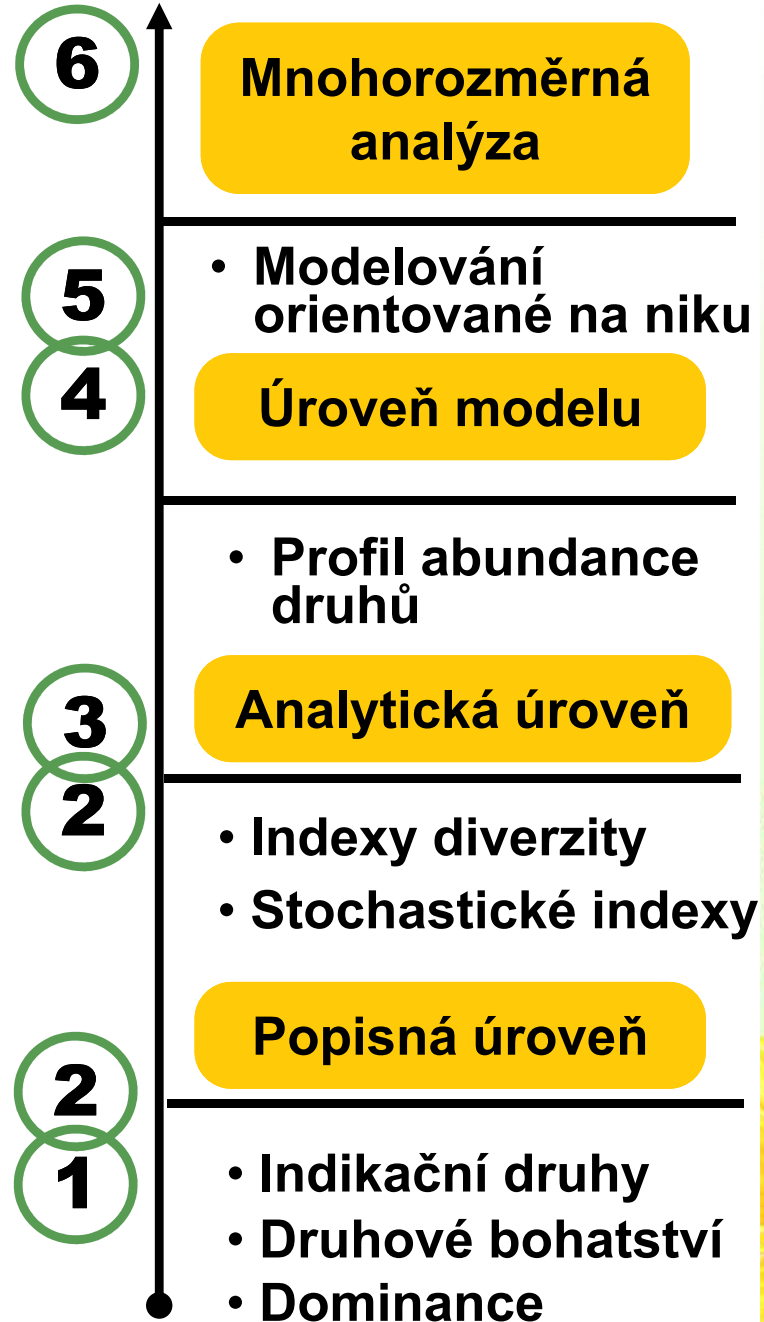 6
Mnohorozměrná
analýza
5
• Modelování
orientované na niku
4
Úroveň modelu
• Profil abundance
druhů
3
Analytická úroveň
2
• Indexy diverzity
• Stochastické indexy
Popisná úroveň
2
1
• Indikační druhy
• Druhové bohatství
• Dominance